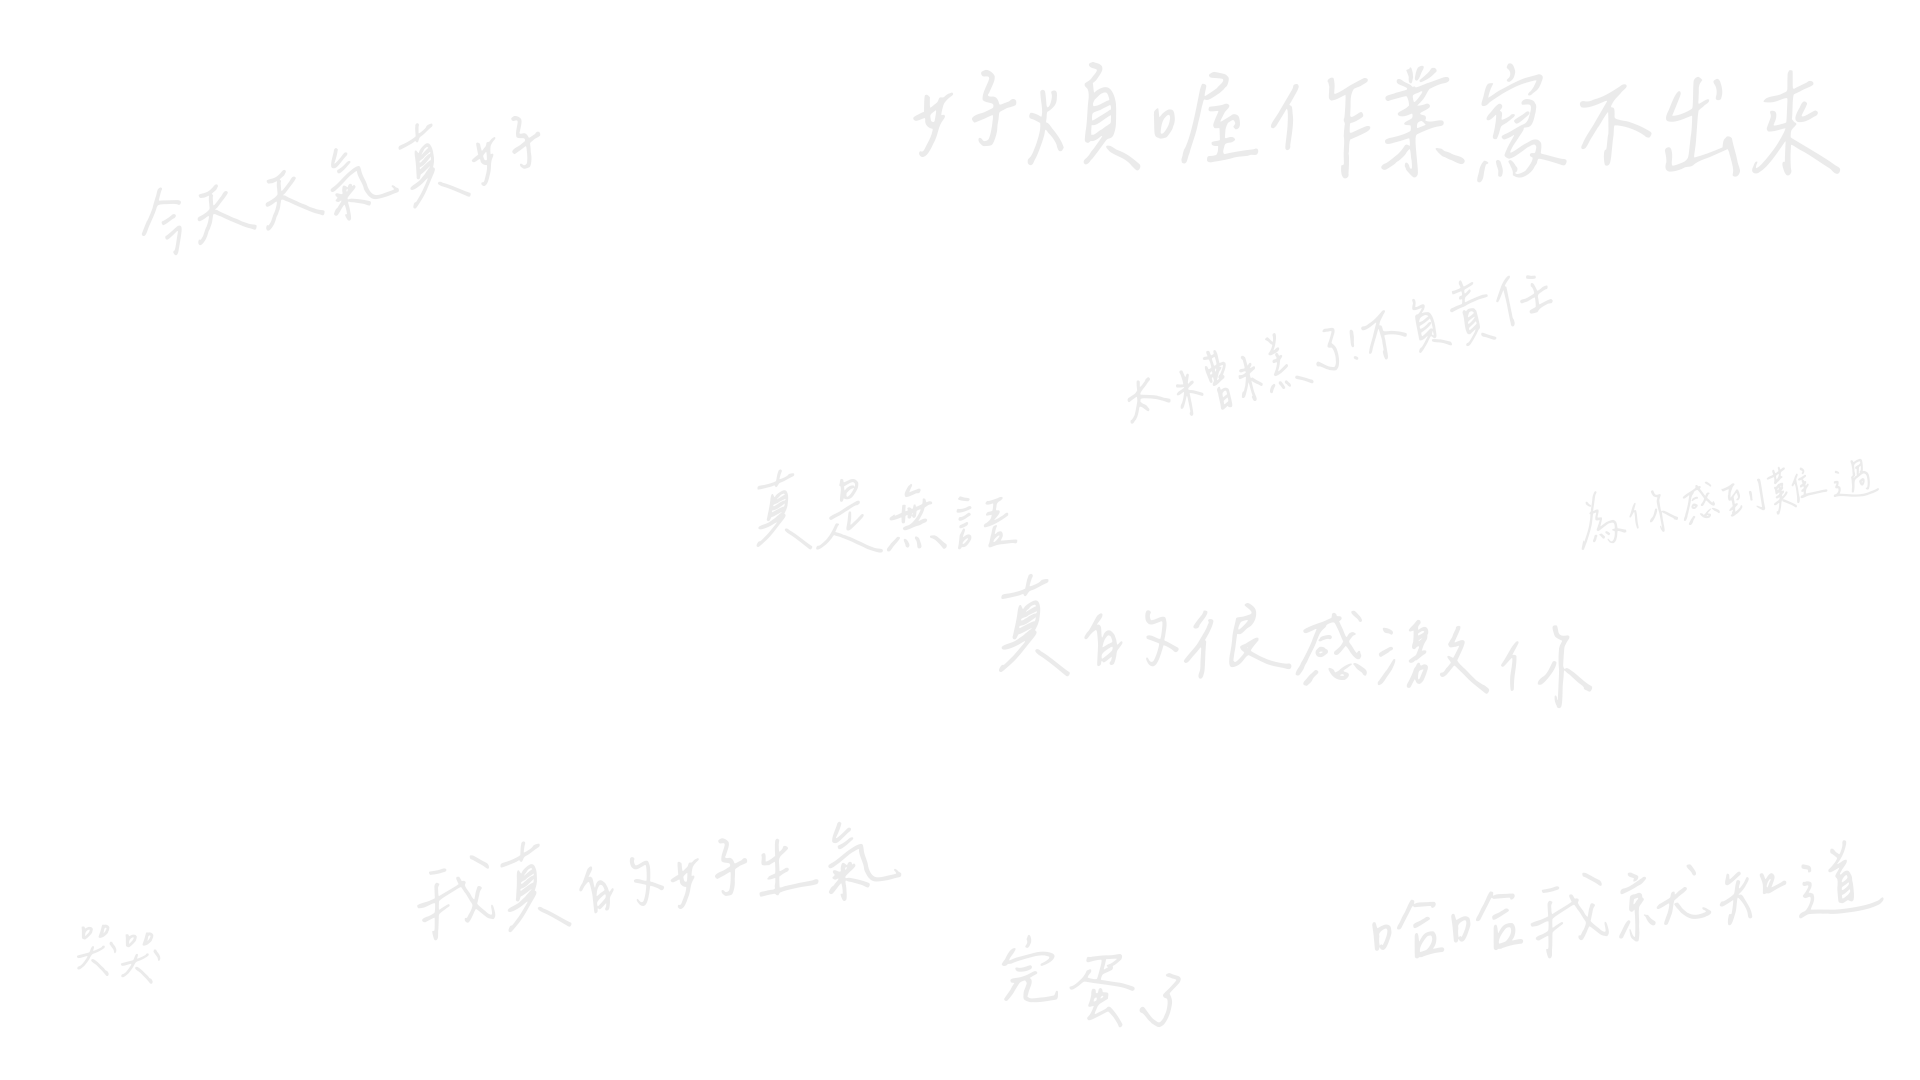 好煩喔作業寫不出來
今天天氣真好
太糟糕了!不負責任
真是無語
為你感到難過
真的很感激你
我真的好生氣
哈哈我就知道
哭哭
完蛋了